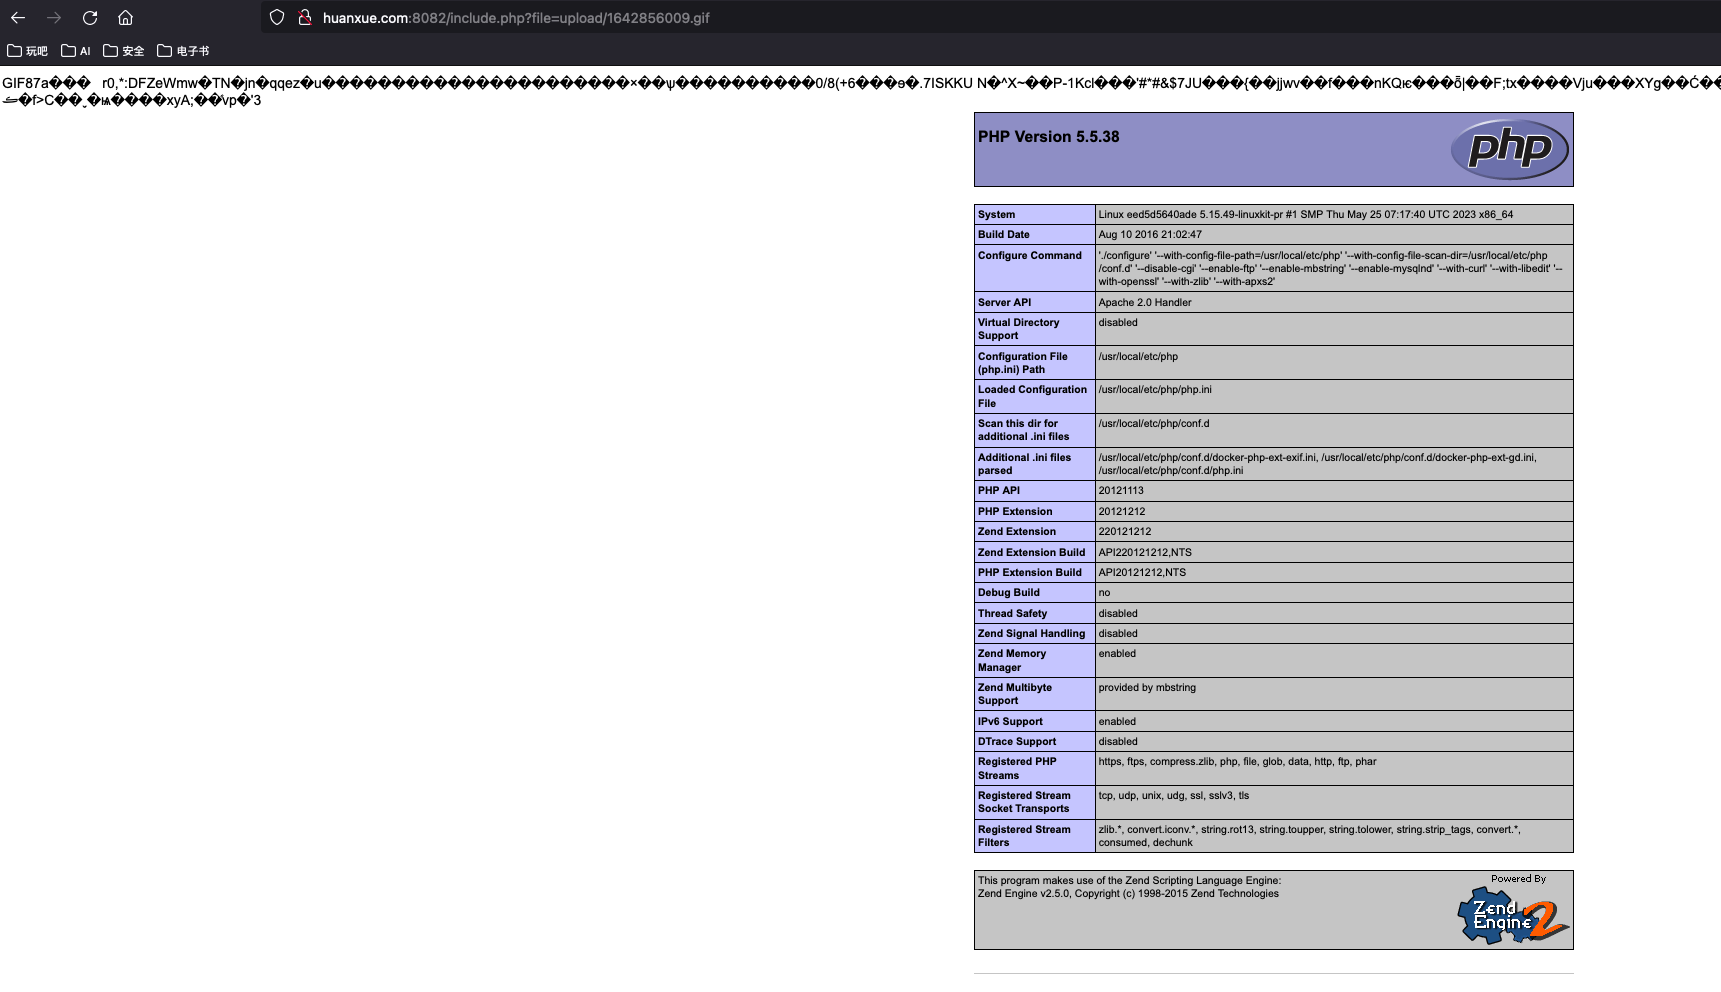 huanxue.com:8082/include.php?file=upload/1642856009.gif
玩吧 AI 安全 电子书
GIF87a��� r0,*:DFZeWmw�TN�jn�qqez�u
�f>C��
PHP Version 5.5.38
php
System Linux eed5d5640ade 5.15.49-linuxkit-pr #1 SMP Thu May 25 07:17:40 UTC 2023 x86_64
Build Date Aug 10 2016 21:02:47
Configure Command './configure' '--with-config-file-path=/usr/local/etc/php' '--with-config-file-scan-dir=/usr/local/etc/php
/conf.d' '--disable-cgi' '--enable-ftp' '--enable-mbstring' '--enable-mysqlnd' '--with-curl' '--with-libedit' '--
with-openssl' '--with-zlib' '--with-apxs2'
Server API Apache 2.0 Handler
Virtual Directory disabled
Support
Configuration File /usr/local/etc/php
(php.ini) Path
Loaded Configuration /usr/local/etc/php/php.ini
File
Scan this dir for /usr/local/etc/php/conf.d
additional .ini files
Additional .ini files /usr/local/etc/php/conf.d/docker-php-ext-exif.ini, /usr/local/etc/php/conf.d/docker-php-ext-gd.ini,
parsed /usr/local/etc/php/conf.d/php.ini
PHP API 20121113
PHP Extension 20121212
Zend Extension 220121212
Zend Extension Build API220121212,NTS
PHP Extension Build API20121212,NTS
Debug Build no
Thread Safety disabled
Zend Signal Handling disabled
Zend Memory enabled
Manager
Zend Multibyte provided by mbstring
Support
IPv6 Support enabled
DTrace Support disabled
Registered PHP https, ftps, compress.zlib, php, file, glob, data, http, ftp, phar
Streams
Registered Stream tcp, udp, unix, udg, ssl, sslv3, tls
Socket Transports
Registered Stream zlib.*, convert.iconv.*, string.rot13, string.toupper, string.tolower, string.strip_tags, convert.*,
Filters consumed, dechunk
This program makes use of the Zend Scripting Language Engine:
Zend Engine v2.5.0, Copyright (c) 1998-2015 Zend Technologies
Powered By
Zend
Engine 2